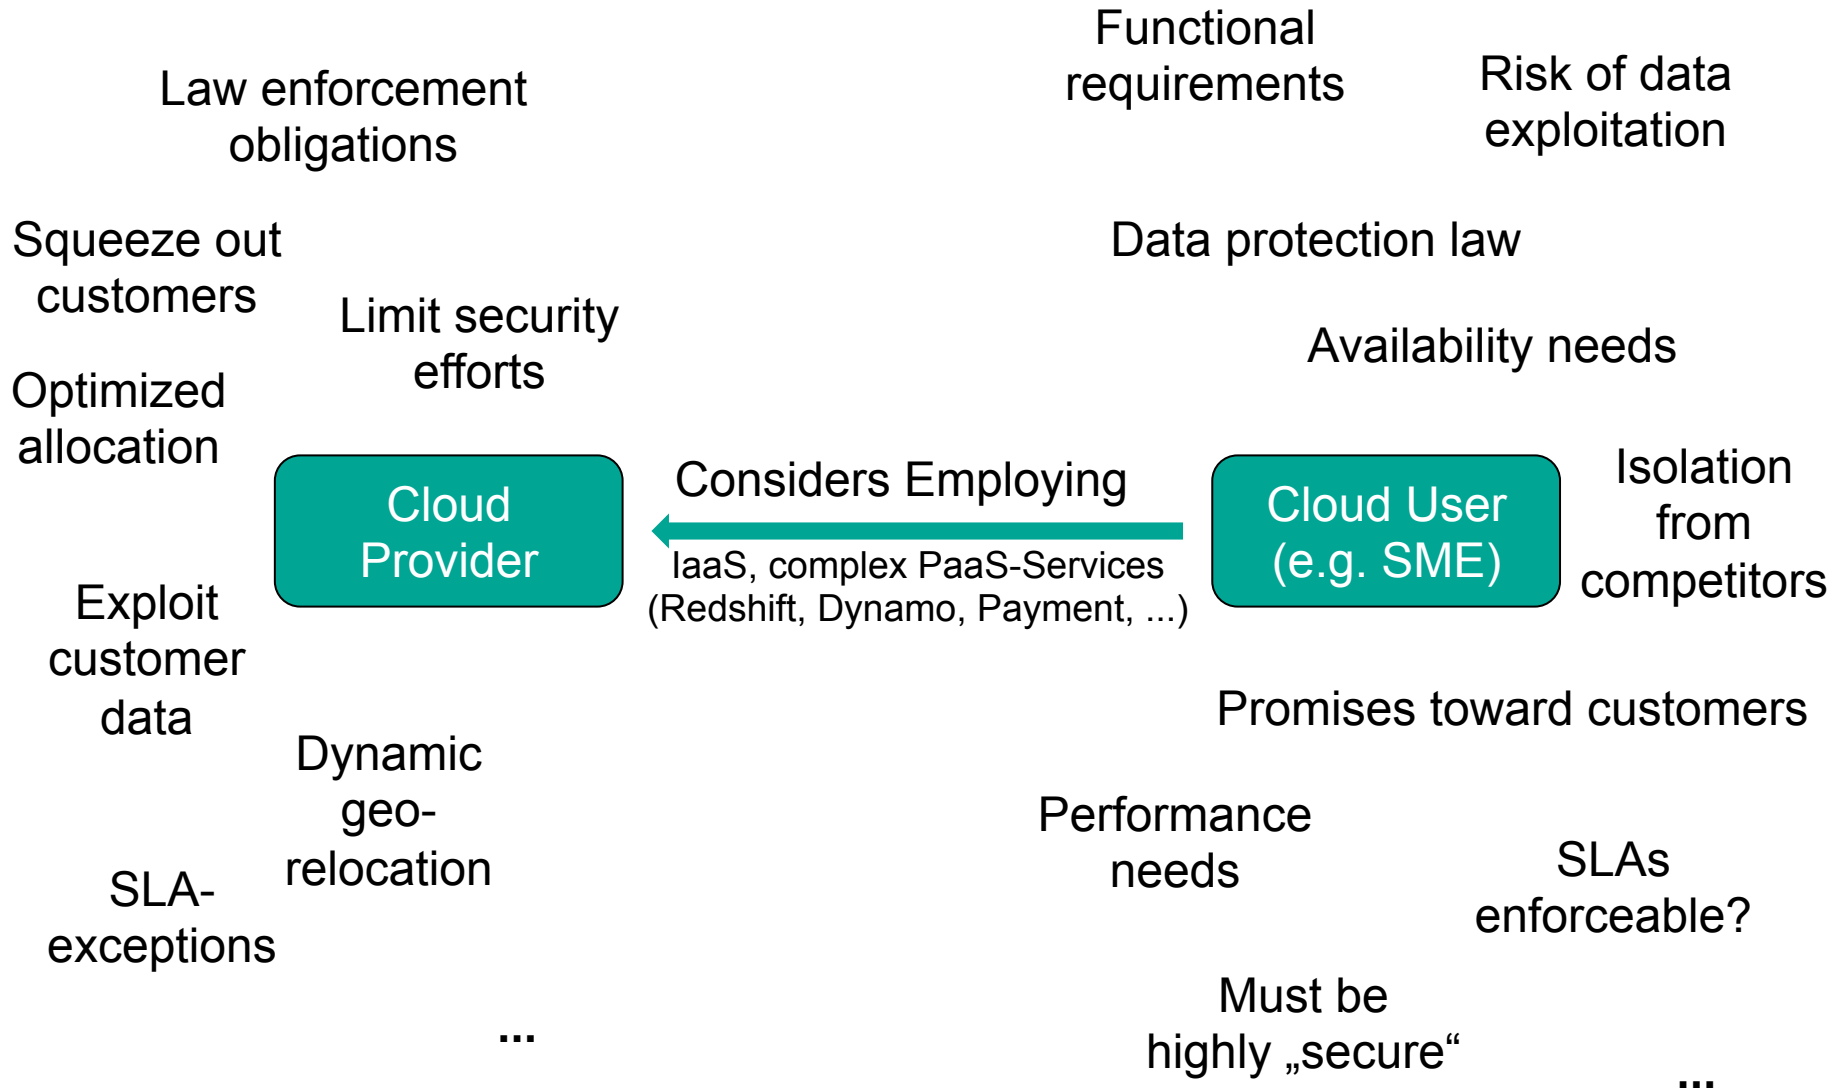 Law enforcement
obligations
Squeeze out
customers
Limit security
efforts
Optimized
allocation
Cloud
Provider
Exploit
customer
data
Dynamic
geo-
relocation
SLA-
exceptions
...
Considers Employing
IaaS, complex PaaS-Services
(Redshift, Dynamo, Payment, ...)
Functional
requirements
Risk of data
exploitation
Data protection law
Availability needs
Cloud User
(e.g. SME)
Isolation
from
competitors
Promises toward customers
Performance
needs
SLAs
enforceable?
Must be
highly „secure“
...